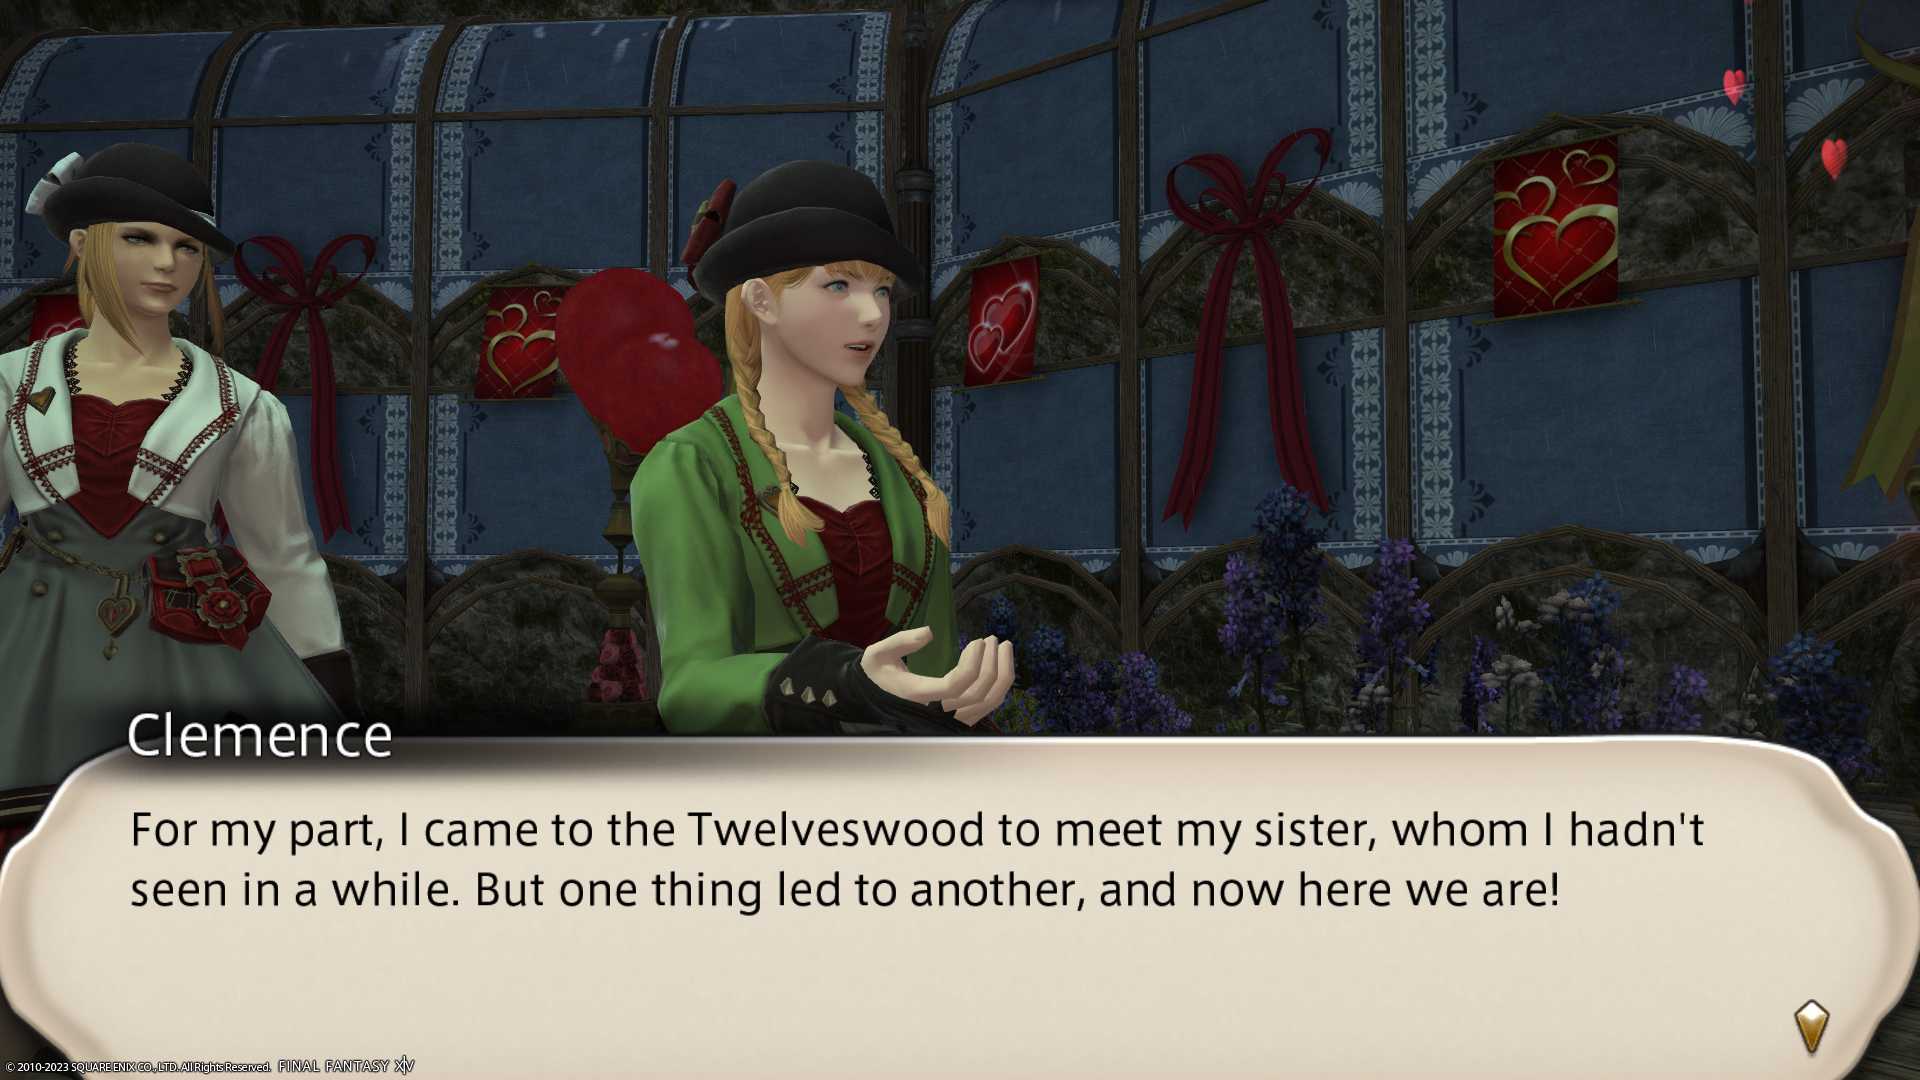 Clemence
For my part, I came to the Twelveswood to meet my sister, whom I hadn't
seen in a while. But one thing led to another, and now here we are!
© 2010-2023 SQUARE ENIX CO., LTD. All Rights Reserved. FINAL FANTASY XIV